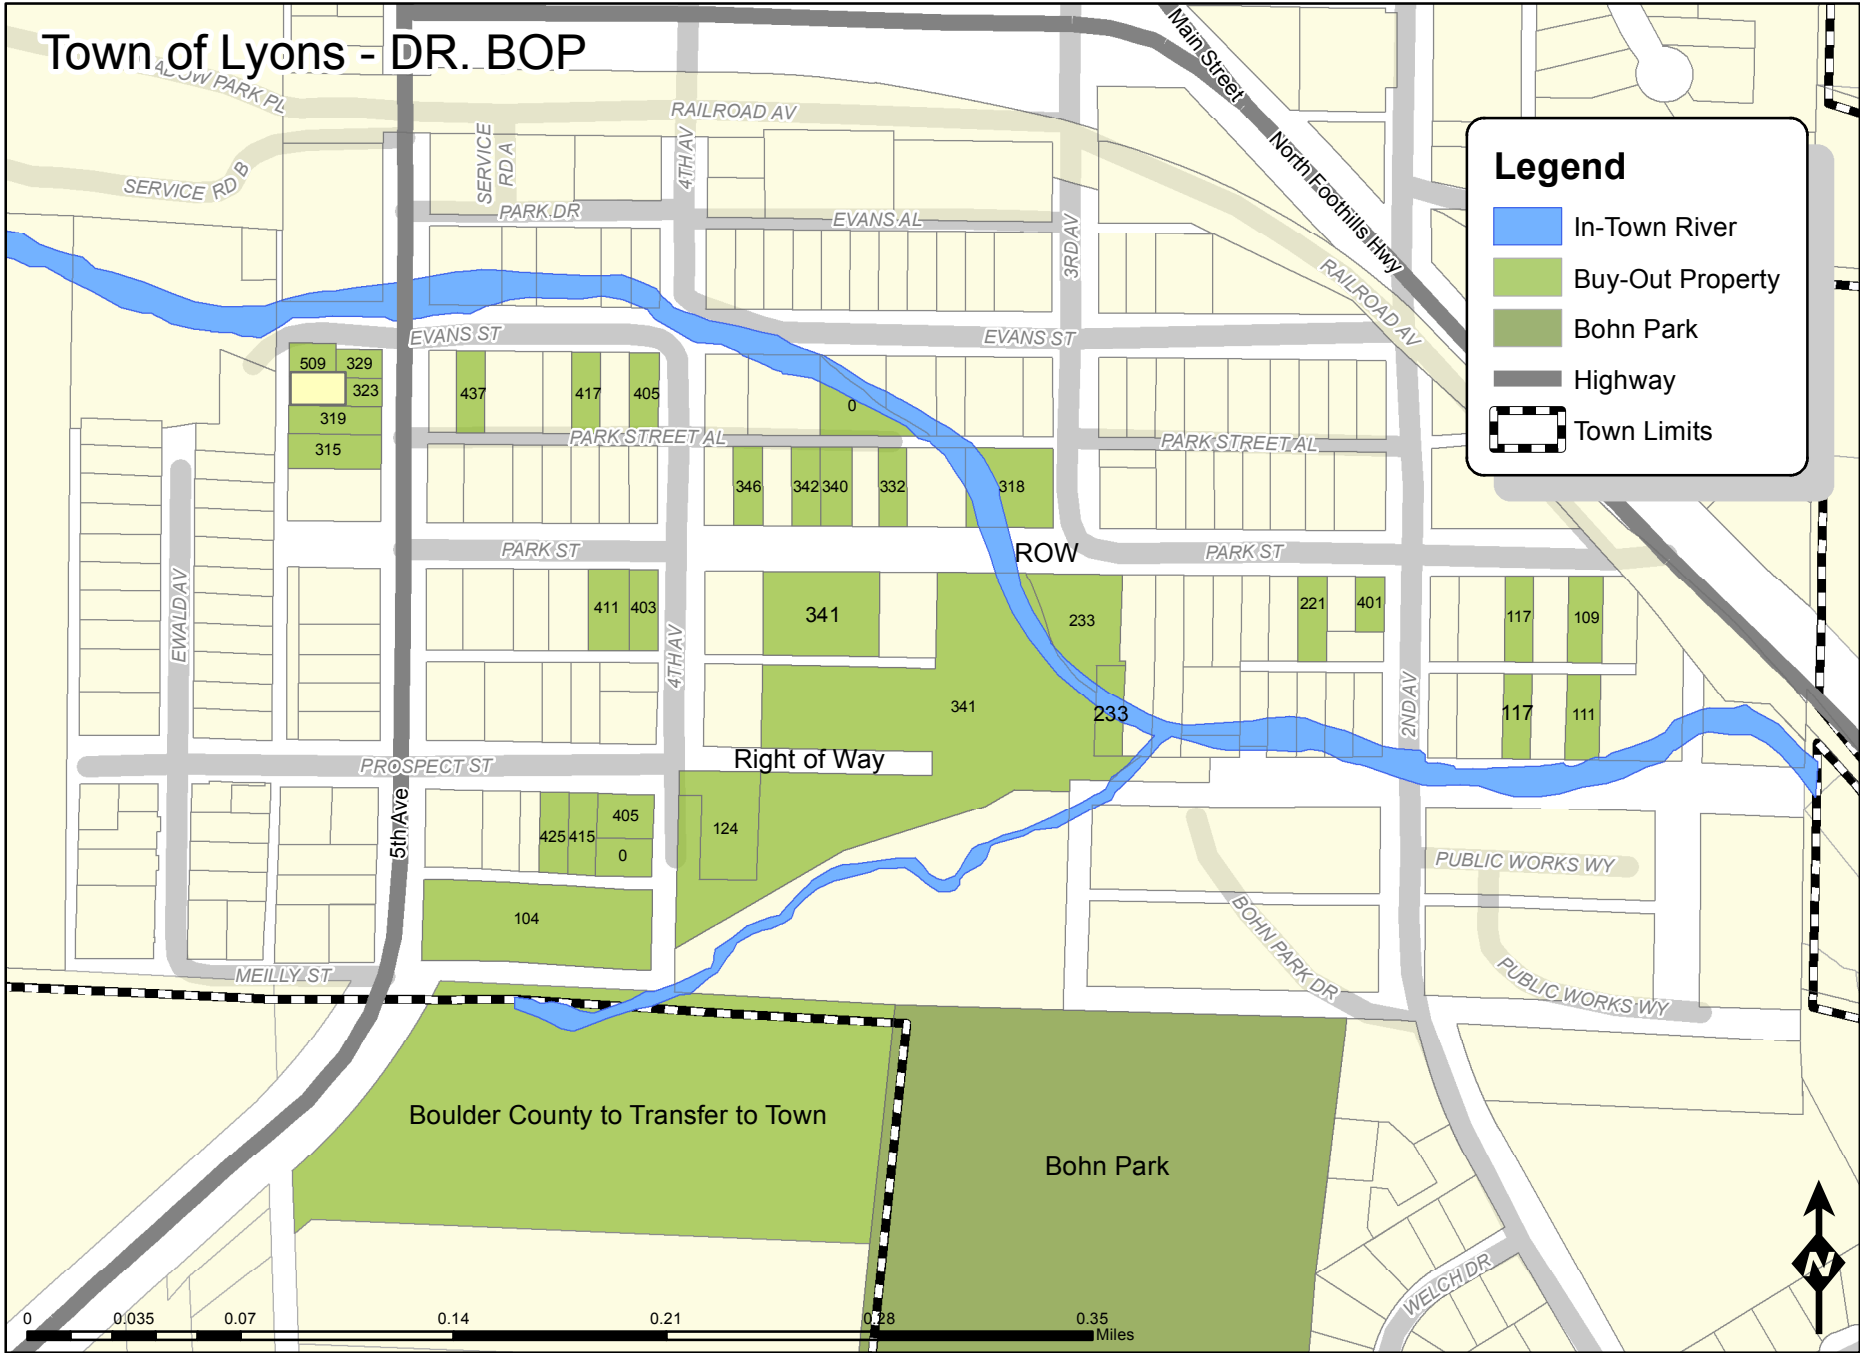 Town of Lyons - DR. BOP
Main Street
ADOW PARK PL
RAILROAD AV
SERVICE
RD A
4TH AV
North Foothills Hwy
Legend
In-Town River
Buy-Out Property
Bohn Park
Highway
Town Limits
SERVICE RD B
PARK DR
EVANS AL
3RD AV
RAILROAD AV
EVANS ST
EVANS ST
509
329
323
319
315
437
417
405
0
PARK STREET AL
PARK STREET AL
346
342
340
332
318
PARK ST
ROW
PARK ST
EWALD AV
411
403
341
233
221
401
117
109
4TH AV
341
233
2ND AV
117
111
PROSPECT ST
Right of Way
5th Ave
425
415
405
0
124
PUBLIC WORKS WY
104
BOHN PARK DR
MEILLY ST
PUBLIC WORKS WY
Boulder County to Transfer to Town
Bohn Park
WELCH DR
N
0
0.035
0.07
0.14
0.21
0.28
0.35
Miles